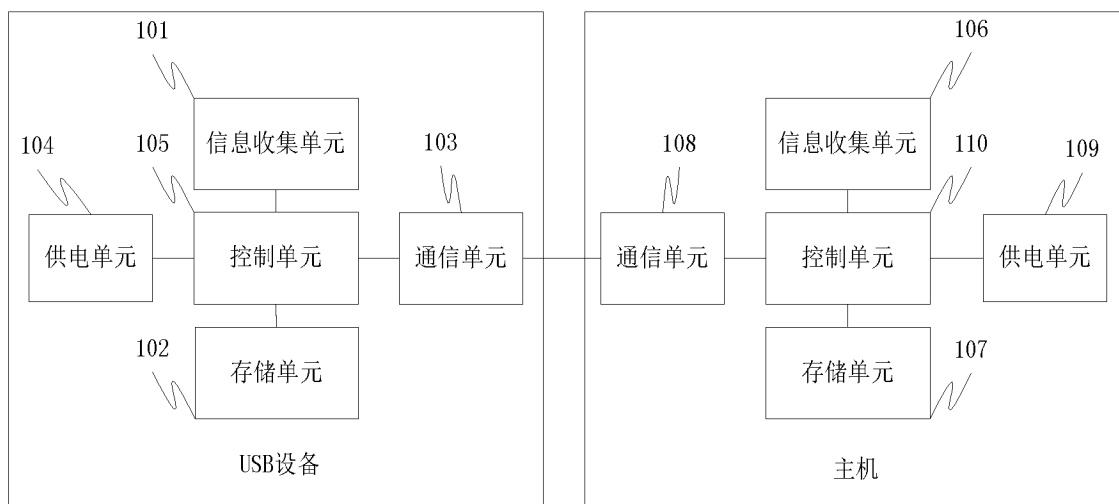 101
106
信息收集单元
信息收集单元
104
105
103
108
110
109
供电单元
控制单元
通信单元
通信单元
控制单元
供电单元
102
107
存储单元
存储单元
USB设备
主机